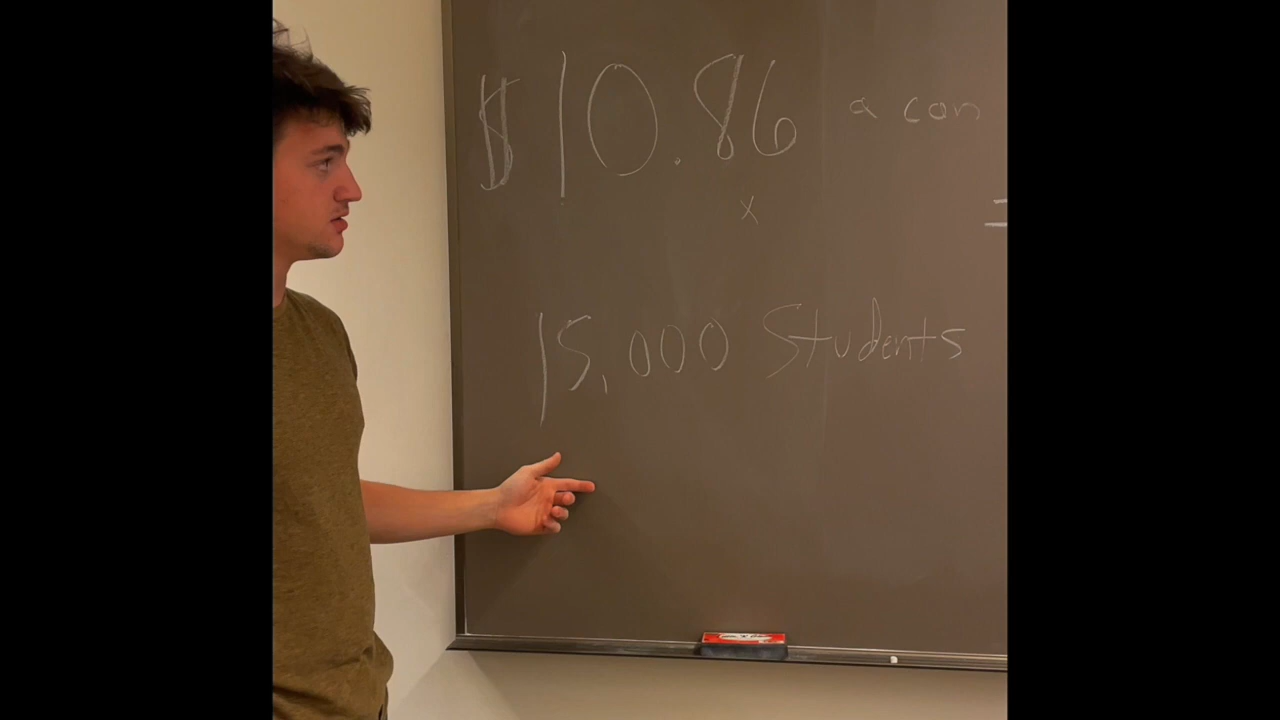 $10.86 a can
x
=
15,000 Students